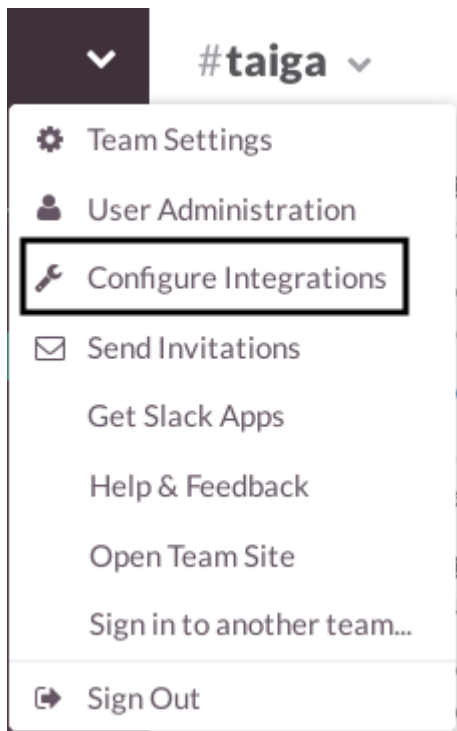 #taiga
Team Settings
User Administration
Configure Integrations
Send Invitations
Get Slack Apps
Help & Feedback
Open Team Site
Sign in to another team...
Sign Out